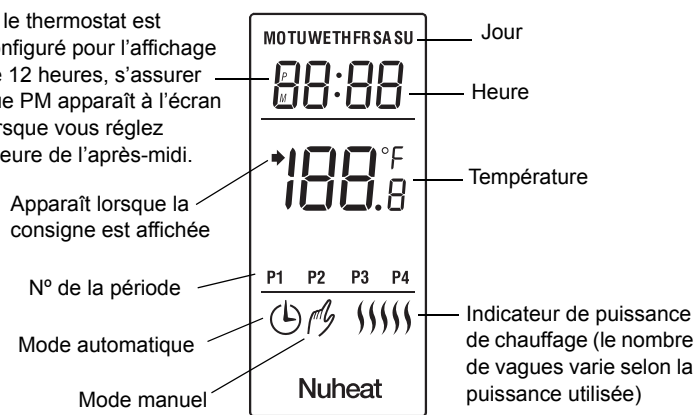 le thermostat est
onfiguré pour l’affichage
e 12 heures, s’assurer
ue PM apparaît à l’écran
rsque vous réglez
eure de l’après-midi.
Apparaît lorsque la
consigne est affichée
Nº de la période
Mode automatique
Mode manuel
MOTUWETHFRSASU
PM 88:88
188.8 °F
P1 P2 P3 P4
Nuheat
Jour
Heure
Température
Indicateur de puissance
de chauffage (le nombre
de vagues varie selon la
puissance utilisée)